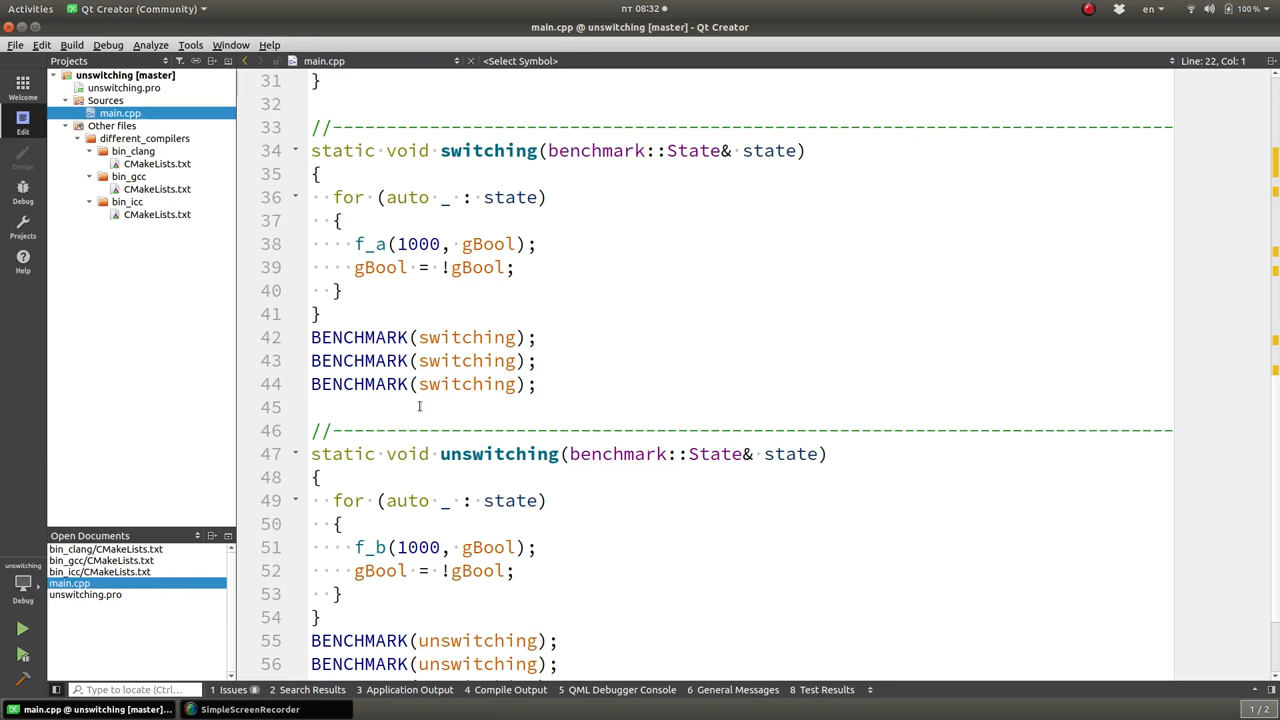 Activities
Qt Creator (Community)
пт 08:32
en
100 %
main.cpp @ unswitching [master] - Qt Creator
File Edit Build Debug Analyze Tools Window Help
Projects
main.cpp
<Select Symbol>
Line: 22, Col: 1
Welcome
Edit
Design
Debug
Projects
Help
unswitching [master]
unswitching.pro
Sources
main.cpp
Other files
different_compilers
bin_clang
CMakeLists.txt
bin_gcc
CMakeLists.txt
bin_icc
CMakeLists.txt
Open Documents
bin_clang/CMakeLists.txt
bin_gcc/CMakeLists.txt
bin_icc/CMakeLists.txt
main.cpp
unswitching.pro
unswitching
Debug
31 }
32
33 //------------------------------------------------------------------------------
34 static void switching(benchmark::State& state)
35 {
36 for (auto _ : state)
37 {
38 f_a(1000, gBool);
39 gBool = !gBool;
40 }
41 }
42 BENCHMARK(switching);
43 BENCHMARK(switching);
44 BENCHMARK(switching);
45
46 //------------------------------------------------------------------------------
47 static void unswitching(benchmark::State& state)
48 {
49 for (auto _ : state)
50 {
51 f_b(1000, gBool);
52 gBool = !gBool;
53 }
54 }
55 BENCHMARK(unswitching);
56 BENCHMARK(unswitching);
Type to locate (Ctrl...
1 Issues 8 2 Search Results 3 Application Output 4 Compile Output 5 QML Debugger Console 6 General Messages 8 Test Results
main.cpp @ unswitching [master]...
SimpleScreenRecorder
1 / 2